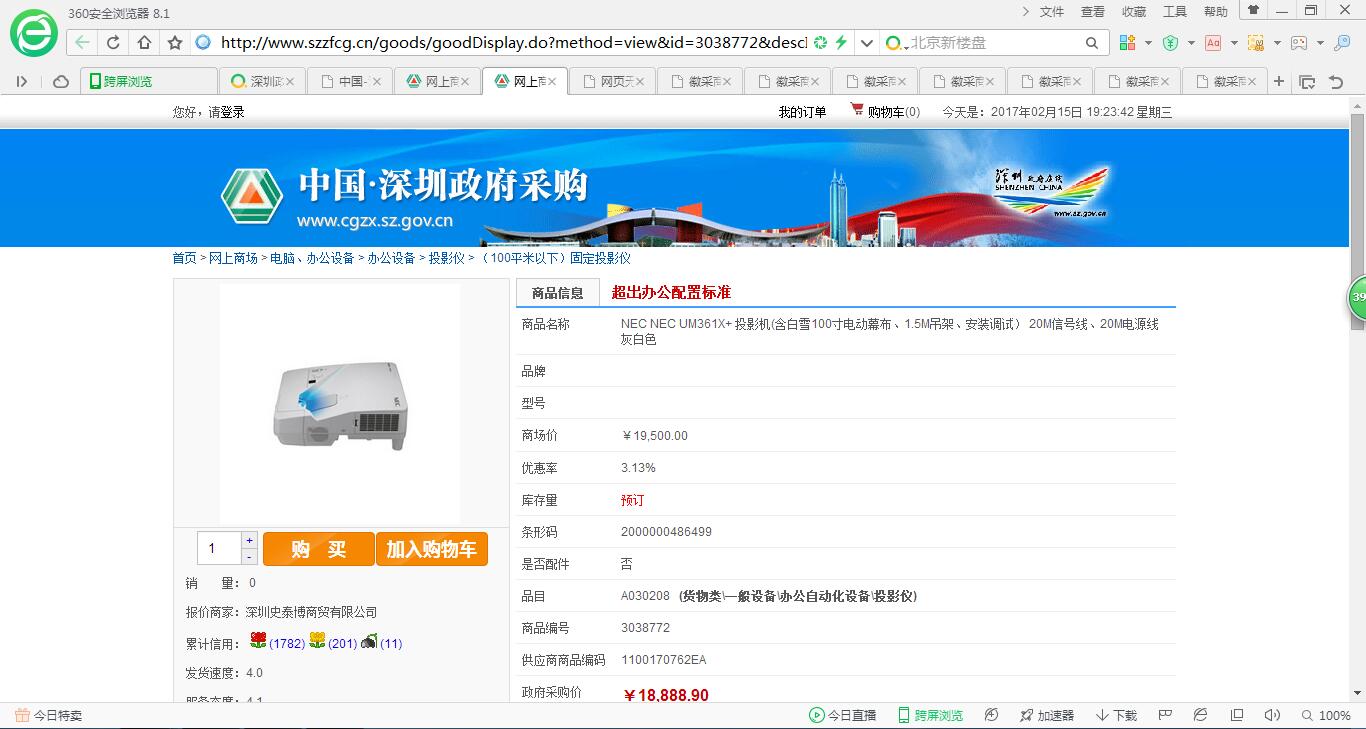 360安全浏览器 8.1
文件 查看 收藏 工具 帮助
http://www.szzfcg.cn/goods/goodDisplay.do?method=view&id=3038772&desc
北京新楼盘
跨屏浏览 深圳政 中国- 网上商 网上商 网页无 徽采商 徽采商 徽采商 徽采商 徽采商 徽采商 徽采商
您好，请登录 我的订单 购物车(0) 今天是：2017年02月15日 19:23:42 星期三
中国·深圳政府采购
www.cgzx.sz.gov.cn
深圳政府在线
SHENZHEN CHINA
www.sz.gov.cn
首页 > 网上商场 > 电脑、办公设备 > 办公设备 > 投影仪 > （100平米以下）固定投影仪
商品信息 超出办公配置标准
商品名称 NEC NEC UM361X+ 投影机(含白雪100寸电动幕布、1.5M吊架、安装调试） 20M信号线、20M电源线
灰白色
品牌
型号
商场价 ￥19,500.00
优惠率 3.13%
库存量 预订
条形码 2000000486499
是否配件 否
品目 A030208 (货物类\一般设备\办公自动化设备\投影仪)
商品编号 3038772
供应商商品编码 1100170762EA
政府采购价 ￥18,888.90
1 + -
购 买 加入购物车
销 量： 0
报价商家： 深圳史泰博商贸有限公司
累计信用： (1782) (201) (11)
发货速度： 4.0
服务态度： 4.1
39
今日特卖 今日直播 跨屏浏览 加速器 下载 100%